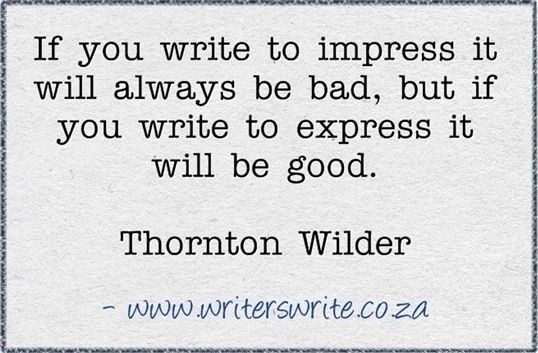 If you write to impress it
will always be bad, but if
you write to express it
will be good.
Thornton Wilder
- www.writerswrite.co.za